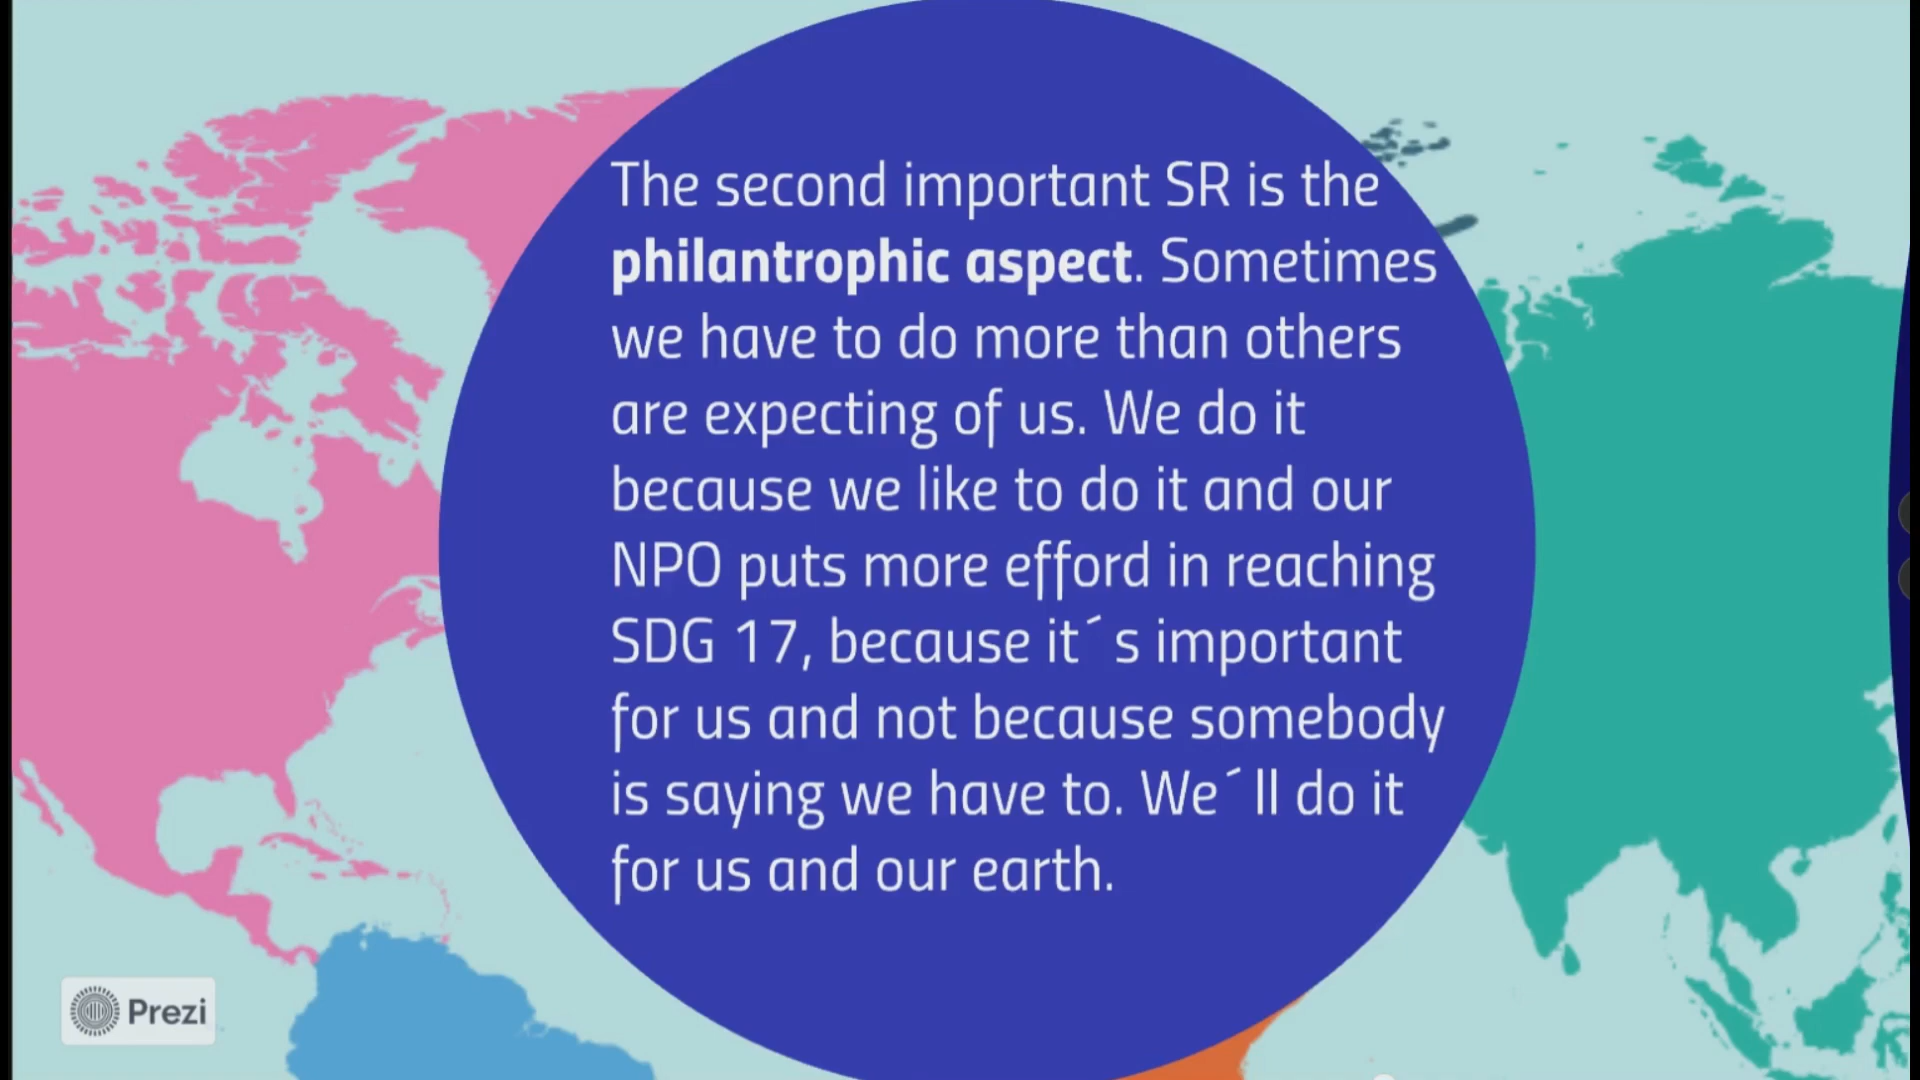 The second important SR is the
philantrophic aspect. Sometimes
we have to do more than others
are expecting of us. We do it
because we like to do it and our
NPO puts more efford in reaching
SDG 17, because it´s important
for us and not because somebody
is saying we have to. We´ll do it
for us and our earth.
Prezi